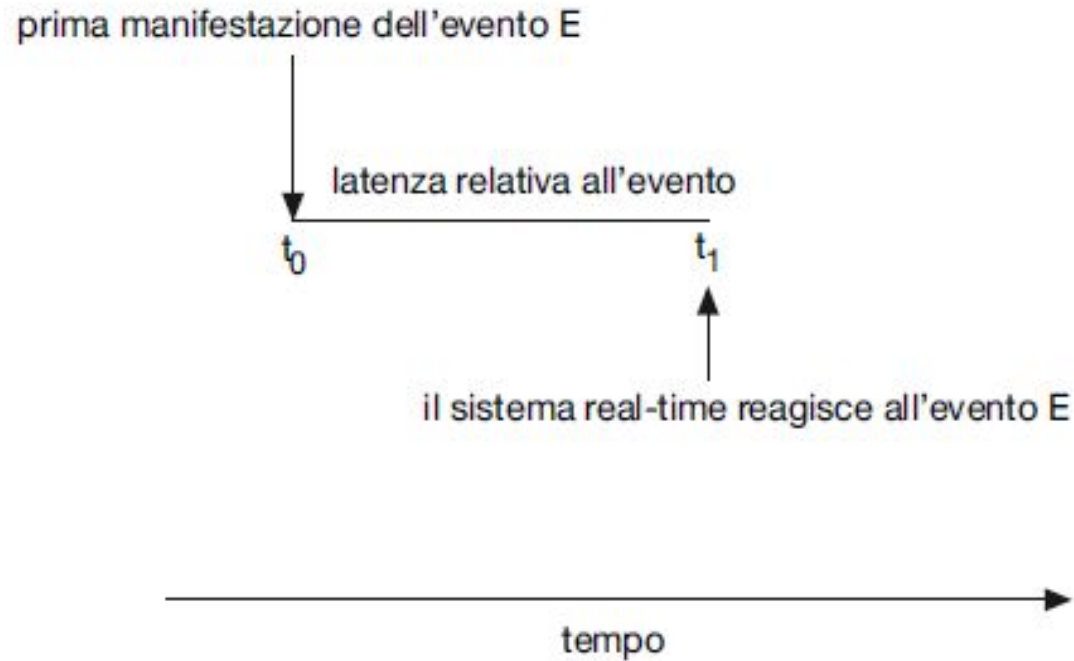 prima manifestazione dell'evento E
latenza relativa all'evento
t0
t1
il sistema real-time reagisce all'evento E
tempo